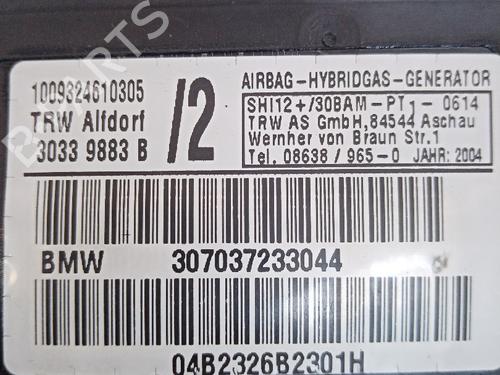 1009324610305
TRW Alfdorf
3033 9883 B
/2
AIRBAG-HYBRIDGAS-GENERATOR
SHI12+/30BAM-PT1-0614
TRW AS GmbH,84544 Aschau
Wernher von Braun Str.1
Tel. 08638/965-0 JAHR: 2004
BMW 307037233044
04B2326B2301H